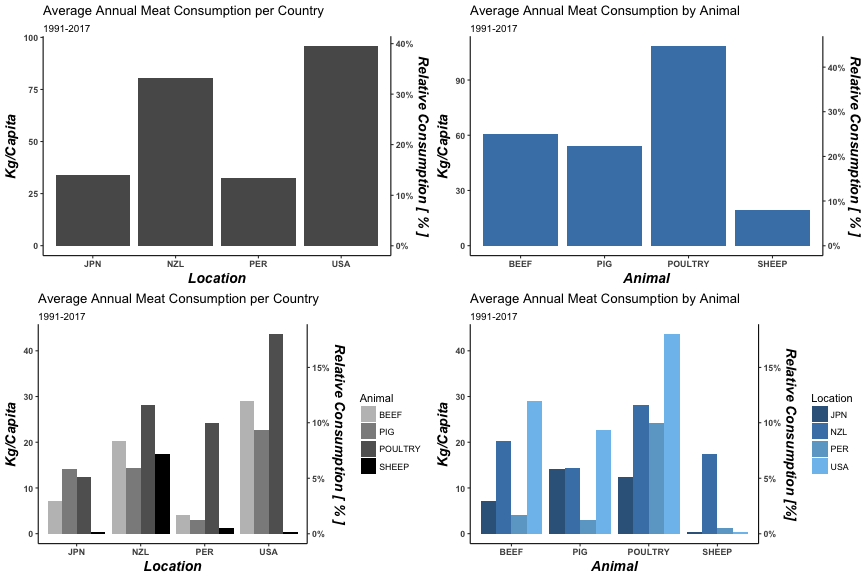 Average Annual Meat Consumption per Country
1991-2017
Kg/Capita
100
75
50
25
0
40%
30%
20%
10%
0%
Relative Consumption [ % ]
JPN NZL PER USA
Location
Average Annual Meat Consumption by Animal
1991-2017
Kg/Capita
90
60
30
0
40%
30%
20%
10%
0%
Relative Consumption [ % ]
BEEF PIG POULTRY SHEEP
Animal
Average Annual Meat Consumption per Country
1991-2017
Kg/Capita
40
30
20
10
0
15%
10%
5%
0%
Relative Consumption [ % ]
JPN NZL PER USA
Location
Animal
BEEF
PIG
POULTRY
SHEEP
Average Annual Meat Consumption by Animal
1991-2017
Kg/Capita
40
30
20
10
0
15%
10%
5%
0%
Relative Consumption [%]
BEEF PIG POULTRY SHEEP
Animal
Location
JPN
NZL
PER
USA